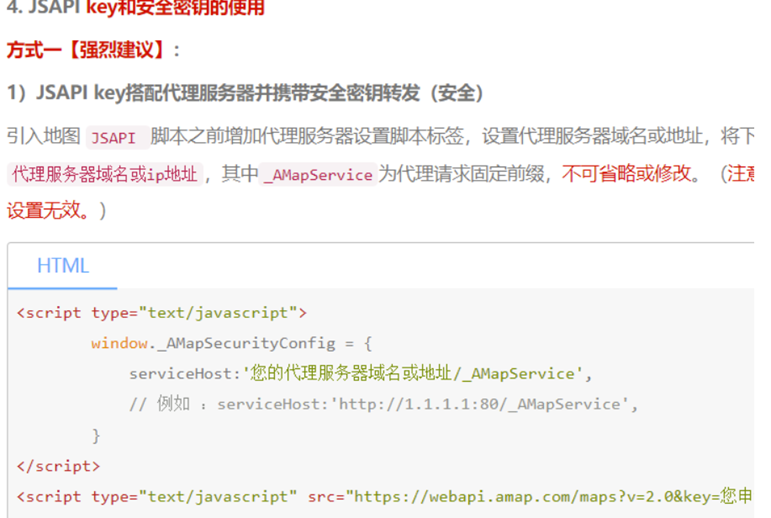 4. JSAPI key和安全密钥的使用
方式一【强烈建议】：
1）JSAPI key搭配代理服务器并携带安全密钥转发（安全）
引入地图 JSAPI 脚本之前增加代理服务器设置脚本标签，设置代理服务器域名或地址，将下
代理服务器域名或ip地址，其中 _AMapService 为代理请求固定前缀，不可省略或修改。（注意
设置无效。）
HTML
<script type="text/javascript">
window._AMapSecurityConfig = {
serviceHost:'您的代理服务器域名或地址/_AMapService',
// 例如 ：serviceHost:'http://1.1.1.1:80/_AMapService',
}
</script>
<script type="text/javascript" src="https://webapi.amap.com/maps?v=2.0&key=您申